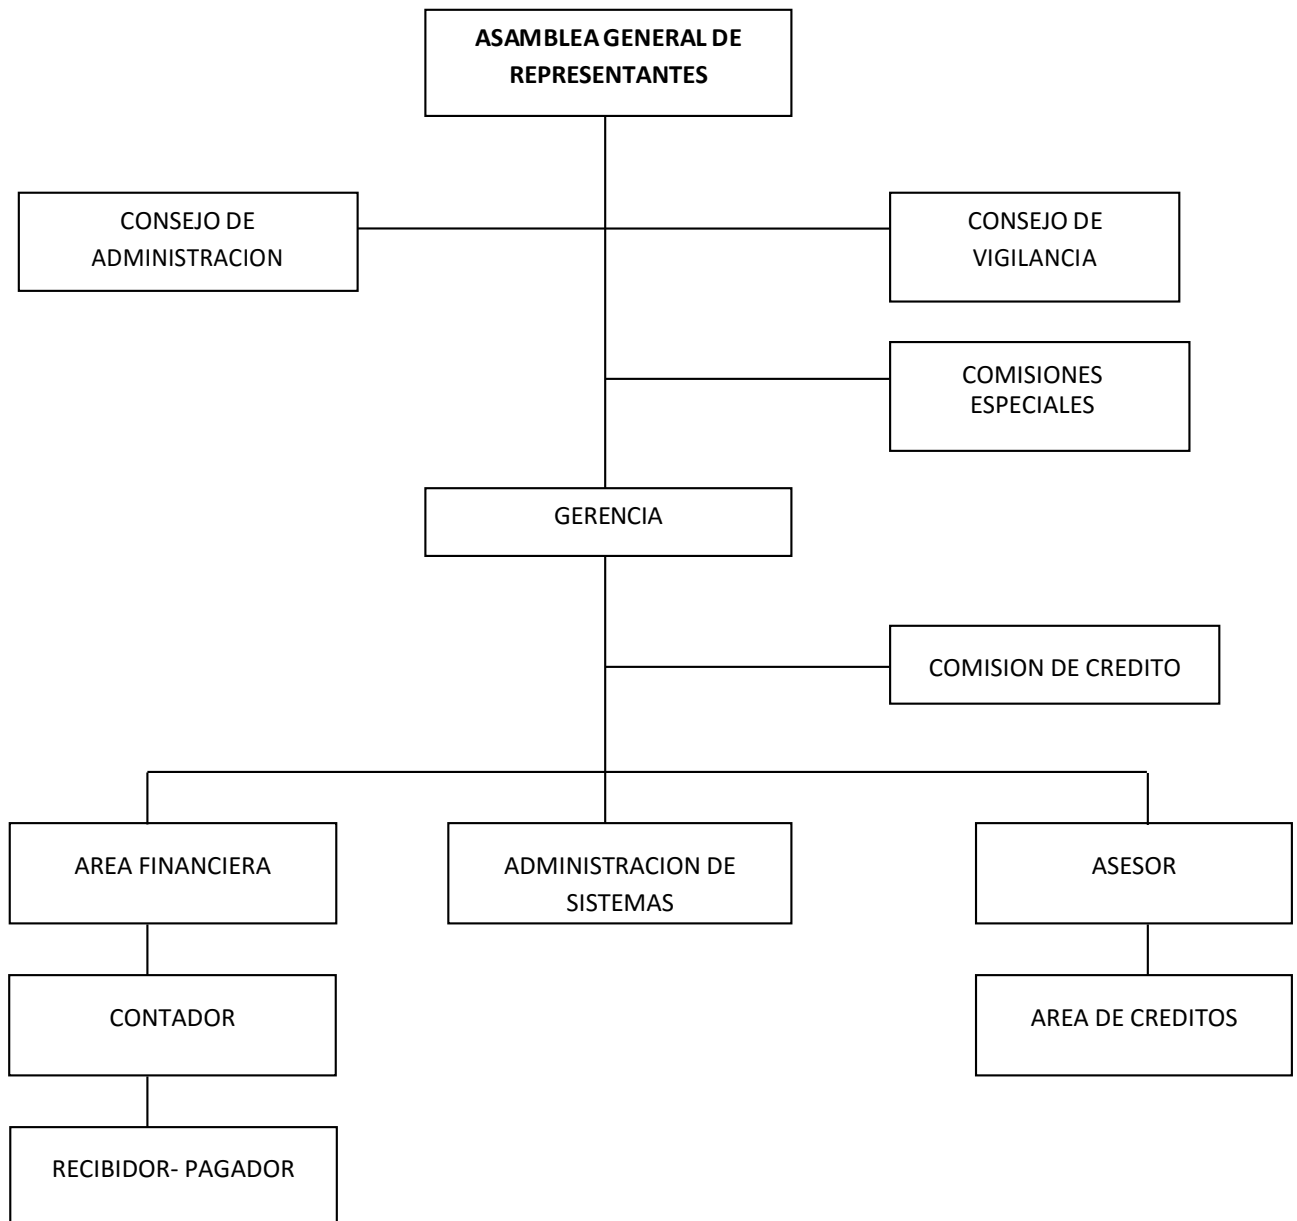 ASAMBLEA GENERAL DE
REPRESENTANTES
CONSEJO DE
ADMINISTRACION
CONSEJO DE
VIGILANCIA
COMISIONES
ESPECIALES
GERENCIA
COMISION DE CREDITO
AREA FINANCIERA
ADMINISTRACION DE
SISTEMAS
ASESOR
CONTADOR
AREA DE CREDITOS
RECIBIDOR- PAGADOR